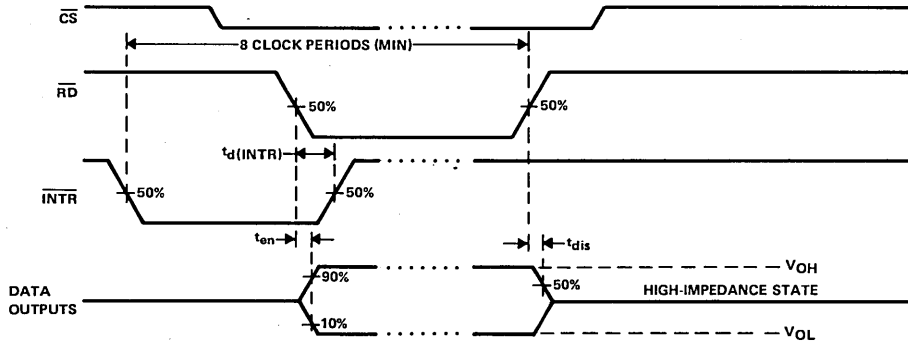 CS
8 CLOCK PERIODS (MIN)
RD
50%
50%
td(INTR)
INTR
50%
50%
ten
tdis
VOH
90%
50%
DATA
OUTPUTS
HIGH-IMPEDANCE STATE
10%
VOL